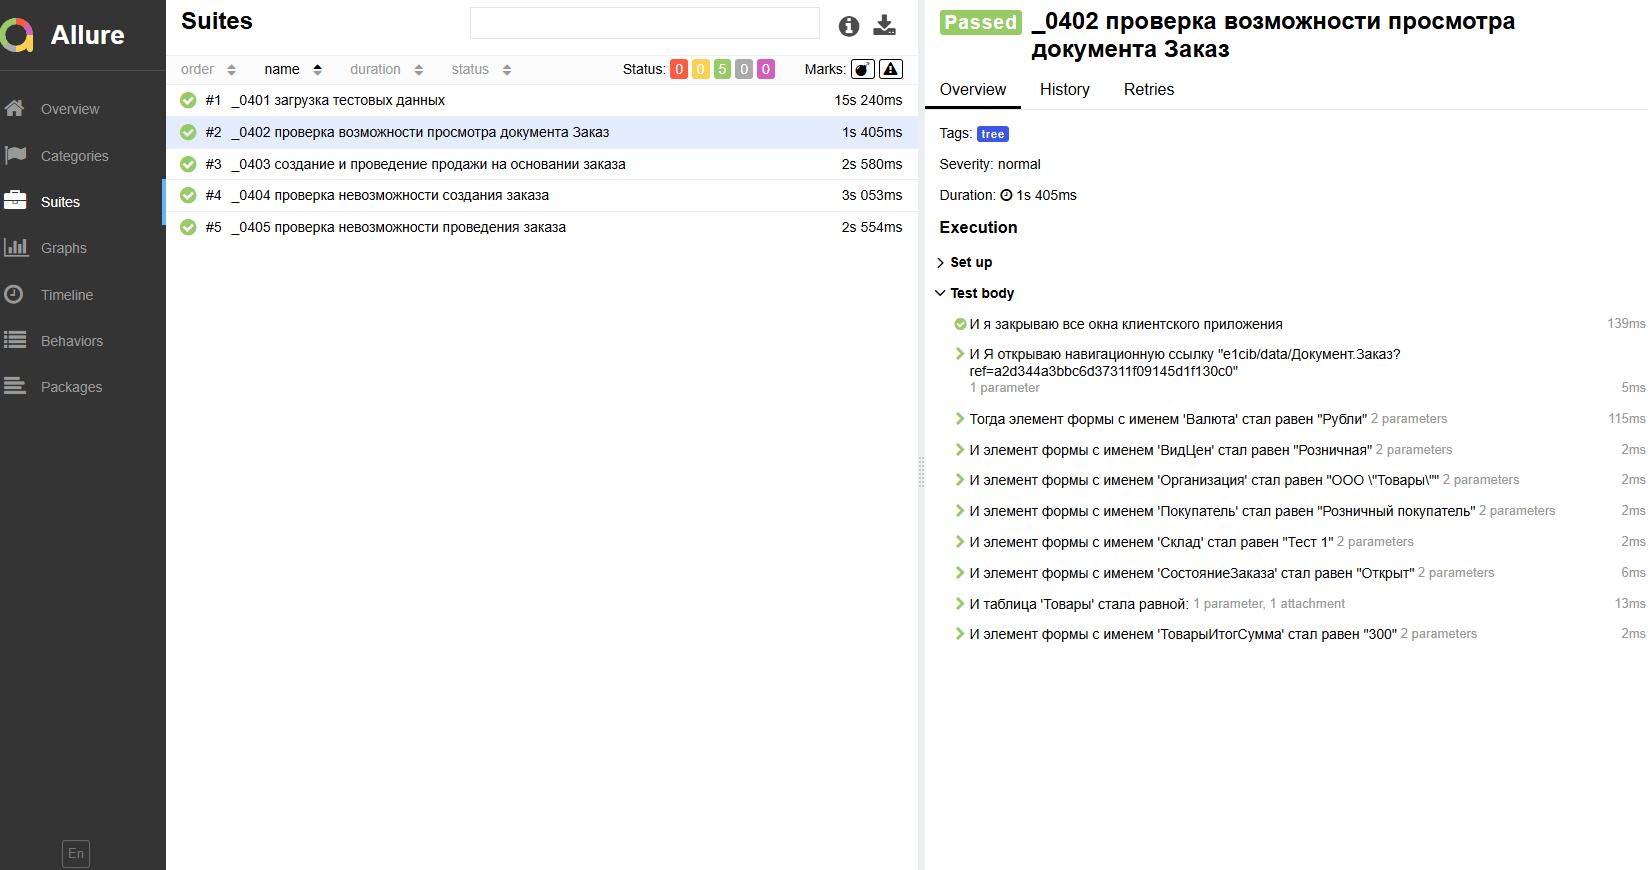 Allure
Overview
Categories
Suites
Graphs
Timeline
Behaviors
Packages
En
Suites
order name duration status Status: 0 0 5 0 0 Marks:
#1 _0401 загрузка тестовых данных 15s 240ms
#2 _0402 проверка возможности просмотра документа Заказ 1s 405ms
#3 _0403 создание и проведение продажи на основании заказа 2s 580ms
#4 _0404 проверка невозможности создания заказа 3s 053ms
#5 _0405 проверка невозможности проведения заказа 2s 554ms
Passed _0402 проверка возможности просмотра
документа Заказ
Overview History Retries
Tags: tree
Severity: normal
Duration: 1s 405ms
Execution
Set up
Test body
И я закрываю все окна клиентского приложения 139ms
И Я открываю навигационную ссылку "e1cib/data/Документ.Заказ?
ref=a2d344a3bbc6d37311f09145d1f130c0"
1 parameter 5ms
Тогда элемент формы с именем 'Валюта' стал равен "Рубли" 2 parameters 115ms
И элемент формы с именем 'ВидЦен' стал равен "Розничная" 2 parameters 2ms
И элемент формы с именем 'Организация' стал равен "ООО \"Товары\"" 2 parameters 2ms
И элемент формы с именем 'Покупатель' стал равен "Розничный покупатель" 2 parameters 2ms
И элемент формы с именем 'Склад' стал равен "Тест 1" 2 parameters 2ms
И элемент формы с именем 'СостояниеЗаказа' стал равен "Открыт" 2 parameters 6ms
И таблица 'Товары' стала равной: 1 parameter, 1 attachment 13ms
И элемент формы с именем 'ТоварыИтогСумма' стал равен "300" 2 parameters 2ms